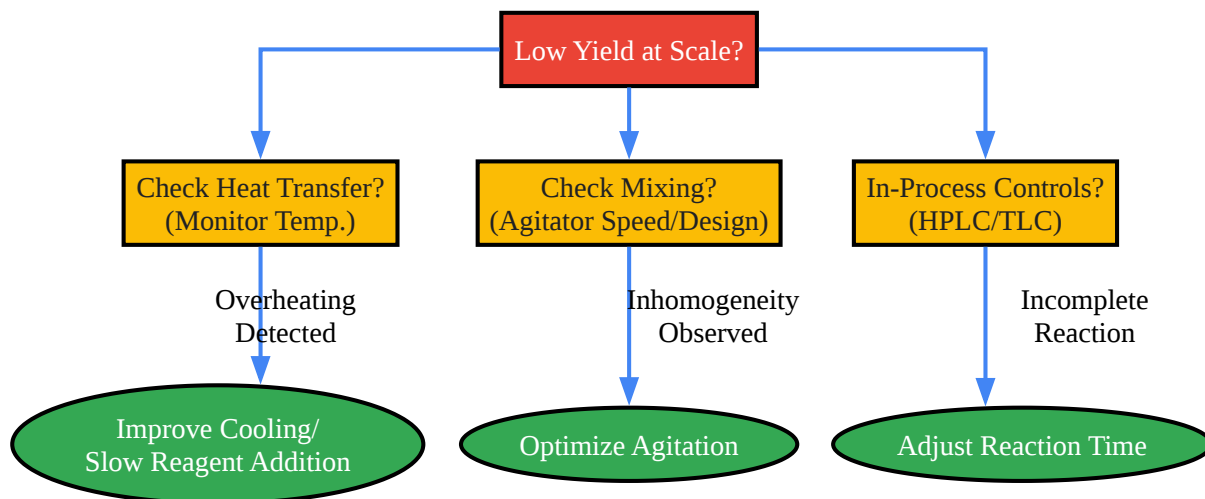 Low Yield at Scale?
Check Heat Transfer?
(Monitor Temp.)
Check Mixing?
(Agitator Speed/Design)
In-Process Controls?
(HPLC/TLC)
Overheating
Detected
Inhomogeneity
Observed
Incomplete
Reaction
Improve Cooling/
Slow Reagent Addition
Optimize Agitation
Adjust Reaction Time